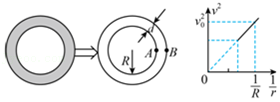 d
R A B
v² v₀²
0 1/R 1/r